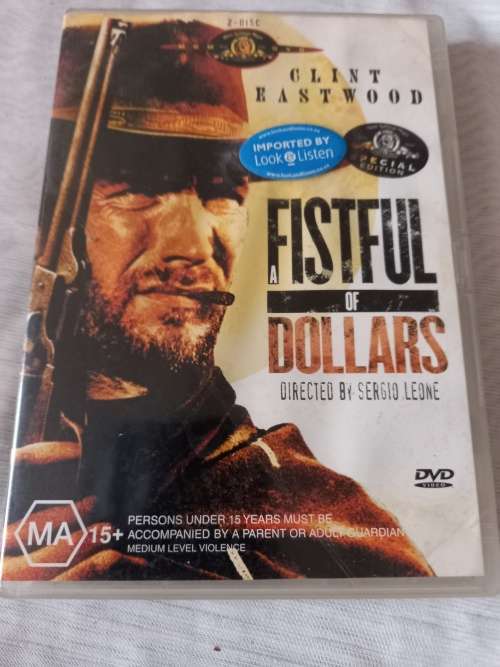 2-DISC
CLINT
EASTWOOD
IMPORTED BY
Look & Listen
SPECIAL
EDITION
A FISTFUL
OF
DOLLARS
DIRECTED BY SERGIO LEONE
DVD
VIDEO
MA 15+
PERSONS UNDER 15 YEARS MUST BE
ACCOMPANIED BY A PARENT OR ADULT GUARDIAN
MEDIUM LEVEL VIOLENCE